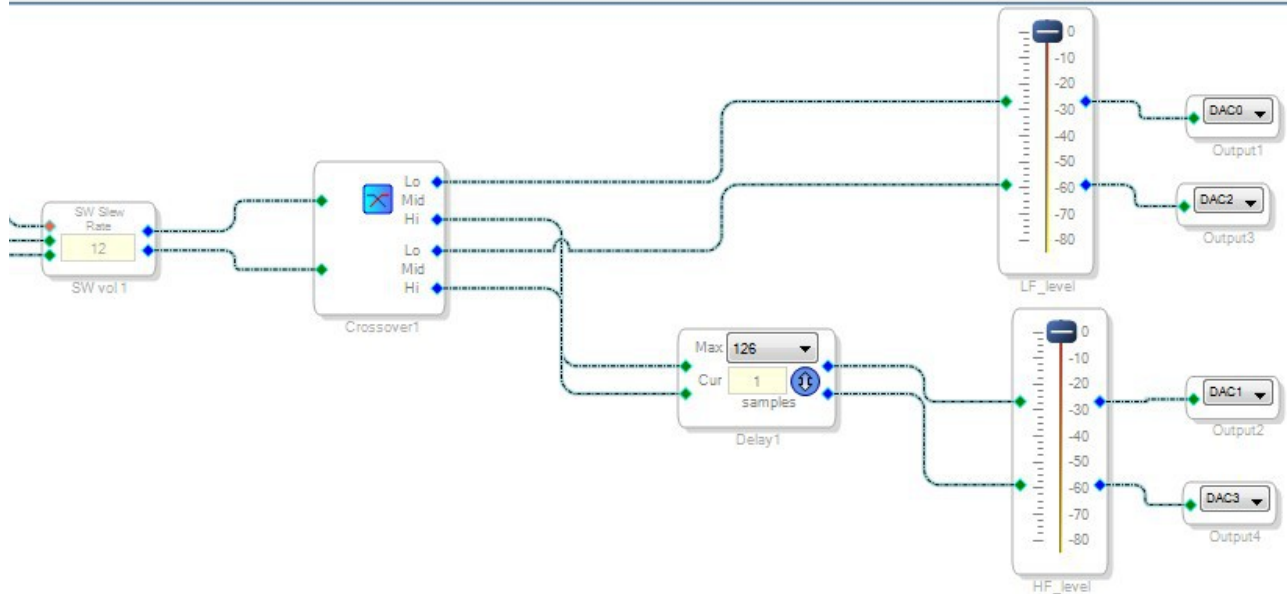 SW Slew
Rate
12
SW vol 1
Lo
Mid
Hi
Lo
Mid
Hi
Crossover1
0
-10
-20
-30
-40
-50
-60
-70
-80
LF_level
DAC0
Output1
DAC2
Output3
Max 126
Cur 1
samples
Delay1
0
-10
-20
-30
-40
-50
-60
-70
-80
HF_level
DAC1
Output2
DAC3
Output4